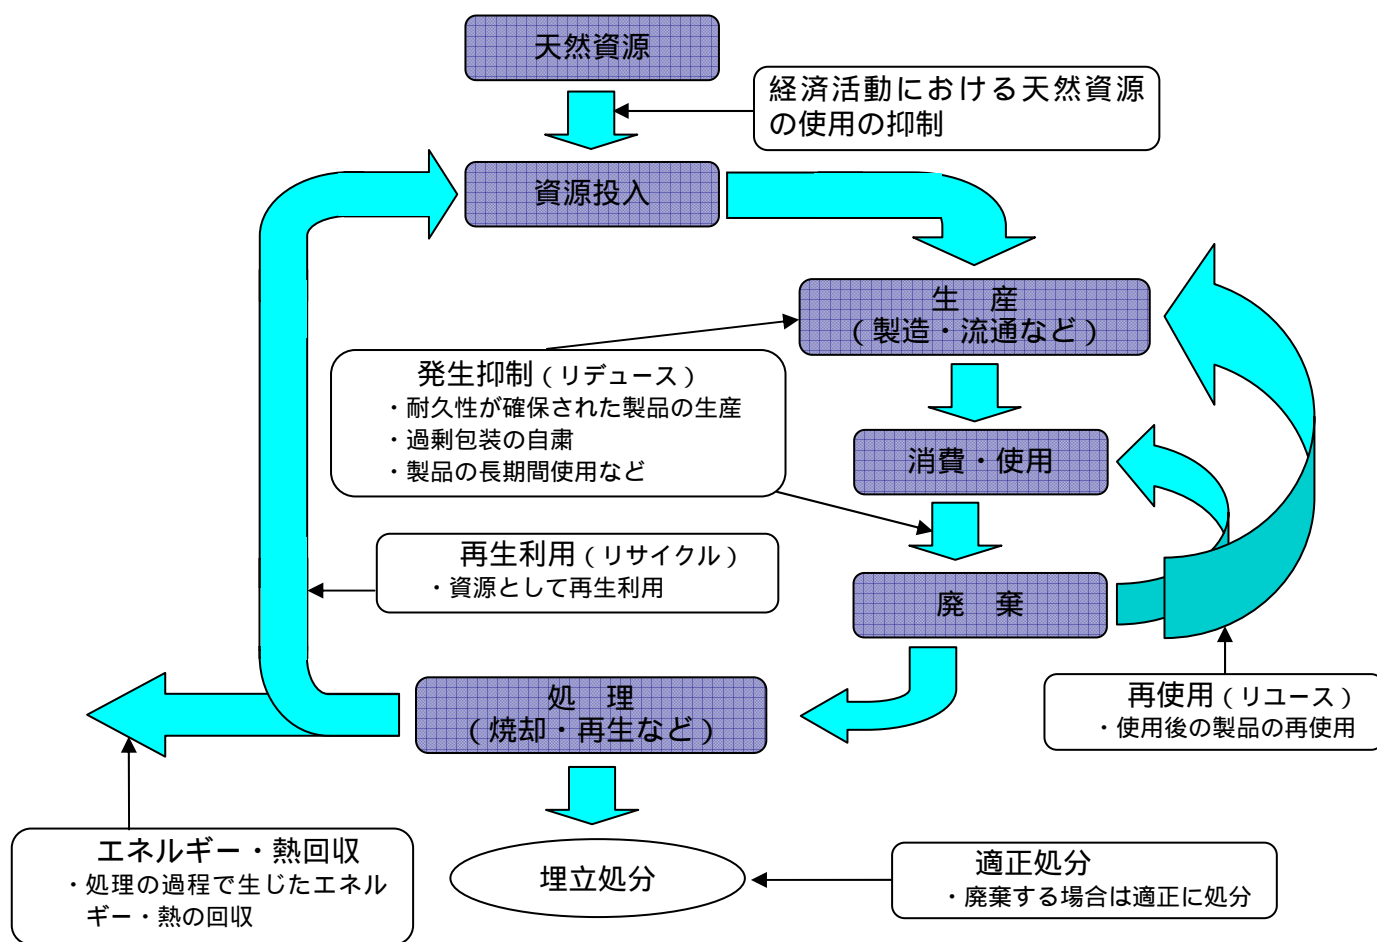 天然資源
経済活動における天然資源
の使用の抑制
資源投入
生　産
（製造・流通など）
発生抑制（リデュース）
・耐久性が確保された製品の生産
・過剰包装の自粛
・製品の長期間使用など
消費・使用
再生利用（リサイクル）
・資源として再生利用
廃　棄
処　理
（焼却・再生など）
再使用（リユース）
・使用後の製品の再使用
エネルギー・熱回収
・処理の過程で生じたエネル
ギー・熱の回収
埋立処分
適正処分
・廃棄する場合は適正に処分